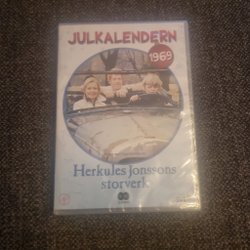 JULKALENDERN
1969
Herkules Jonssons
storverk